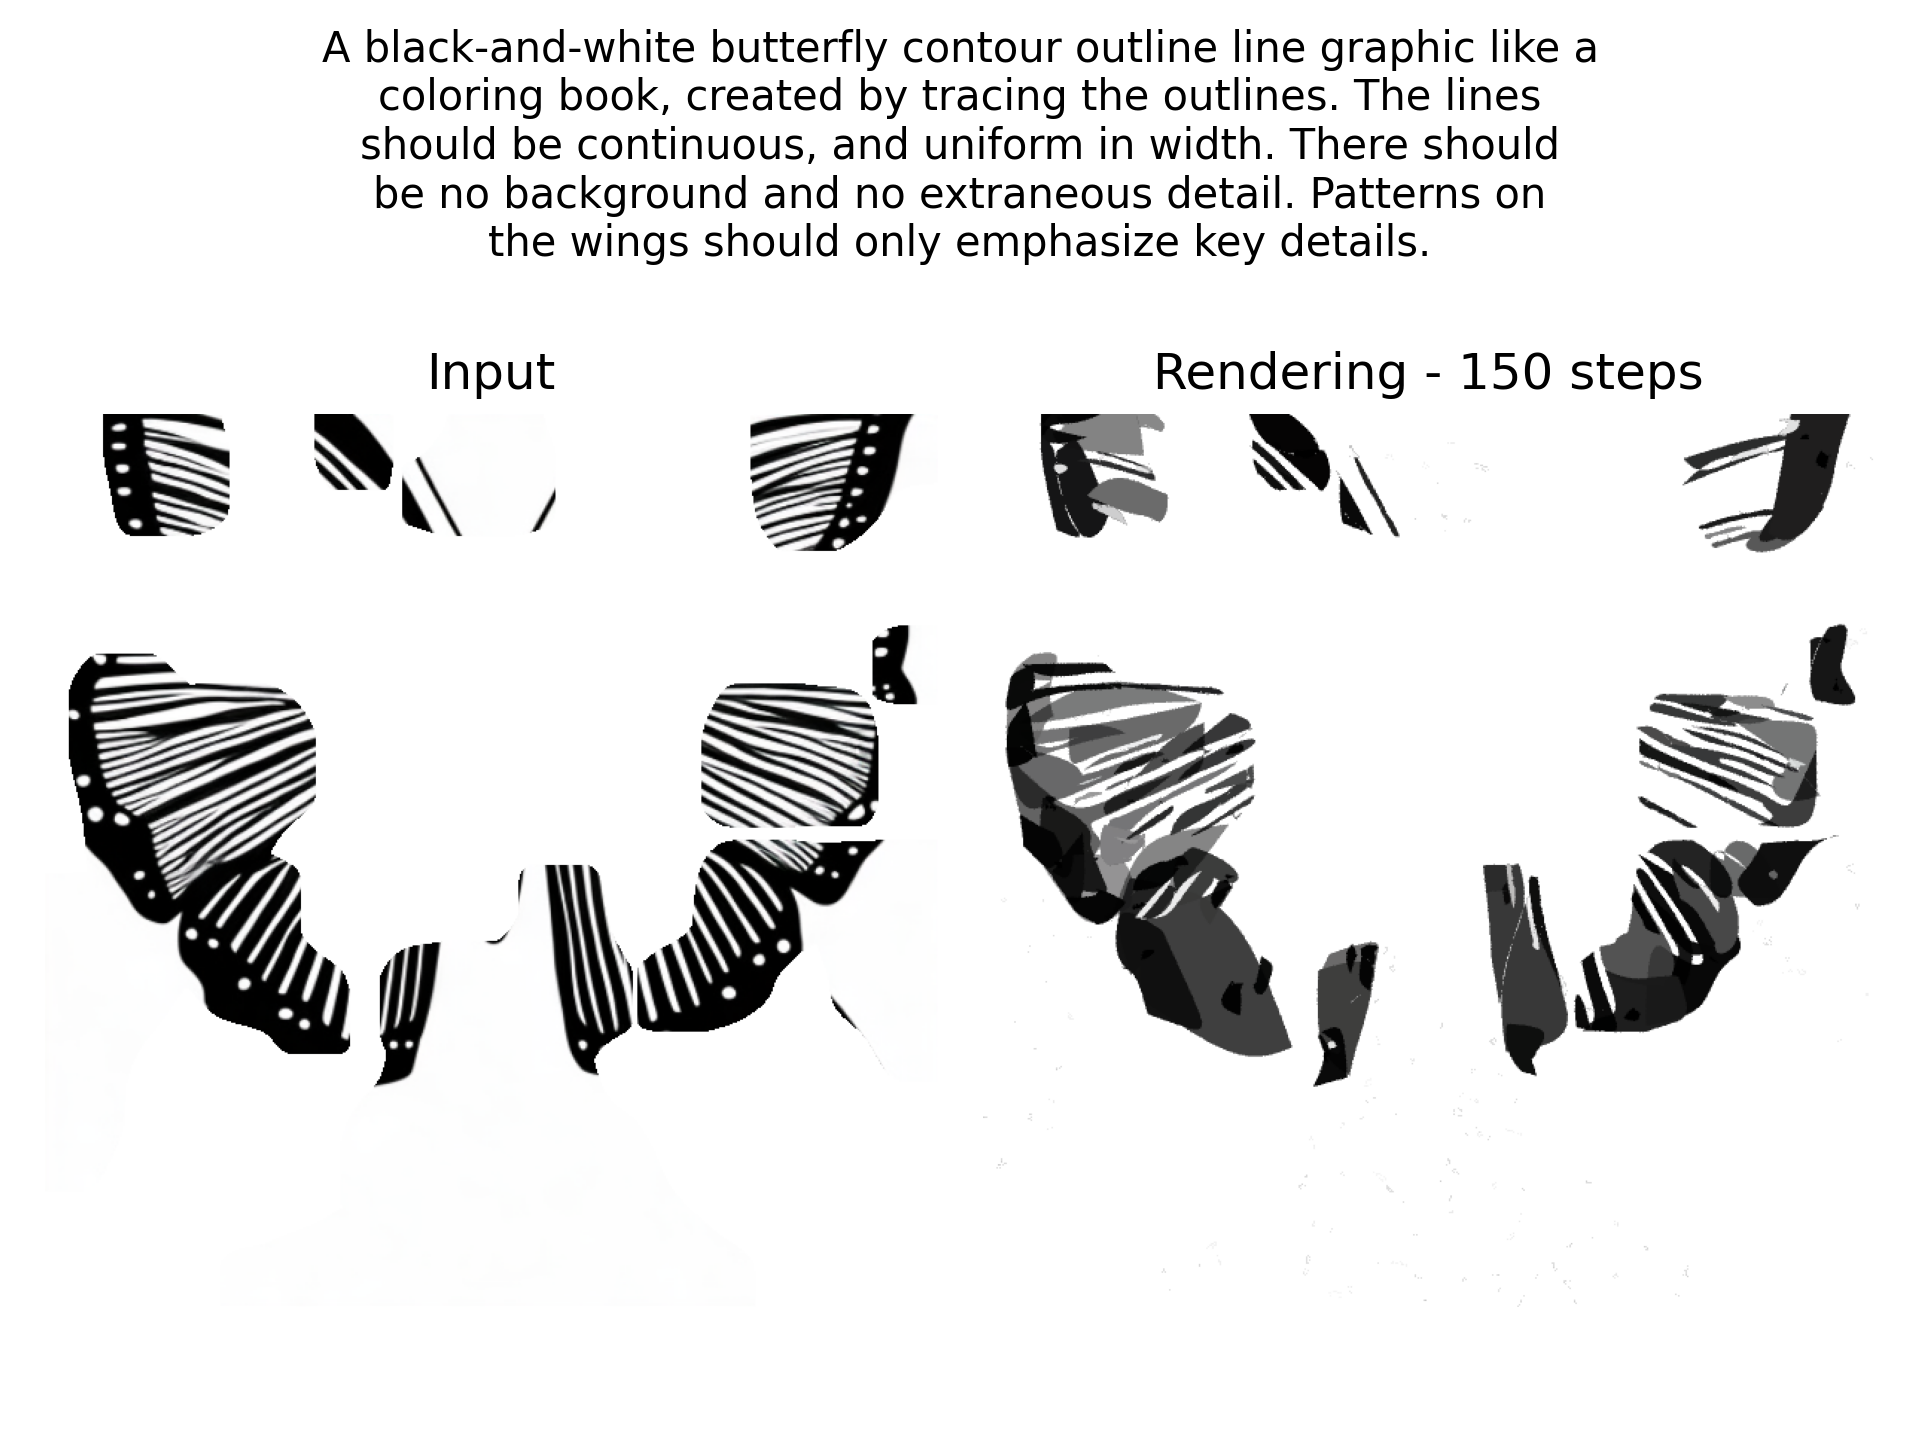 A black-and-white butterfly contour outline line graphic like a
coloring book, created by tracing the outlines. The lines
should be continuous, and uniform in width. There should
be no background and no extraneous detail. Patterns on
the wings should only emphasize key details.
Input
Rendering - 150 steps